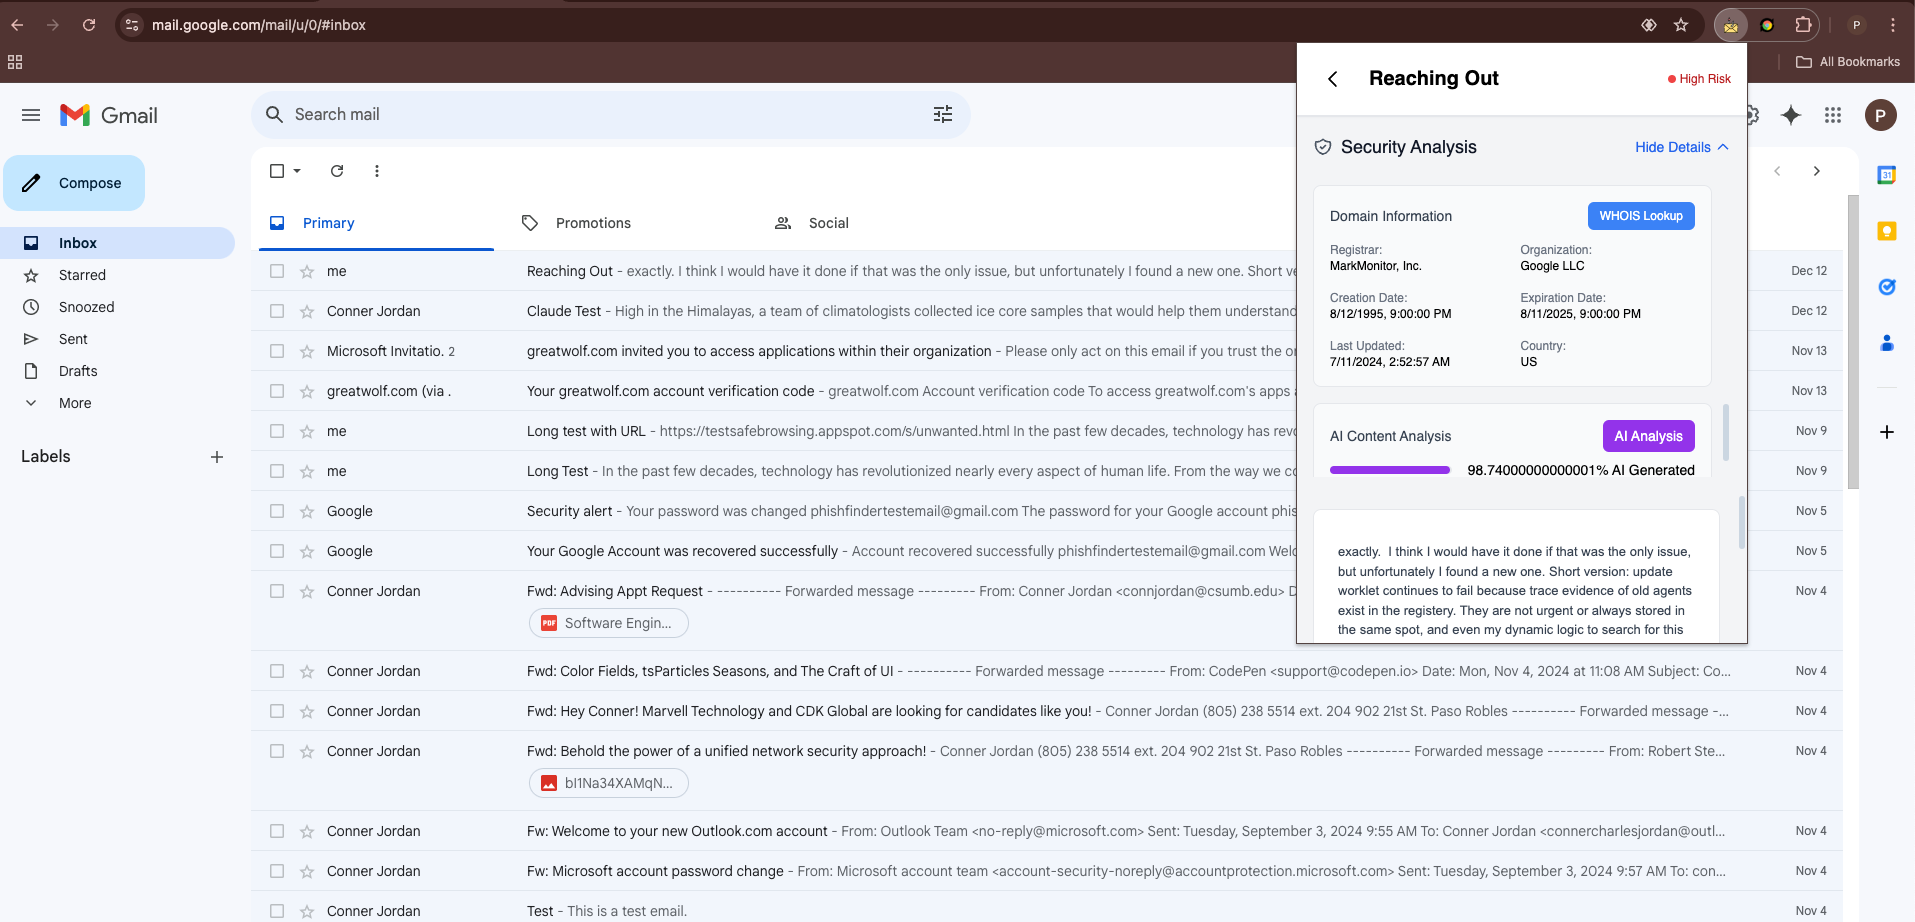 mail.google.com/mail/u/0/#inbox
P
All Bookmarks
Gmail
Search mail
P
Compose
Inbox
Starred
Snoozed
Sent
Drafts
More
Labels
Primary
Promotions
Social
me Reaching Out - exactly. I think I would have it done if that was the only issue, but unfortunately I found a new one. Short Dec 12
Conner Jordan Claude Test - High in the Himalayas, a team of climatologists collected ice core samples that would help them understand Dec 12
Microsoft Invitatio. 2 greatwolf.com invited you to access applications within their organization - Please only act on this email if you trust the Nov 13
greatwolf.com (via . Your greatwolf.com account verification code - greatwolf.com Account verification code To access greatwolf.com's apps Nov 13
me Long test with URL - https://testsafebrowsing.appspot.com/s/unwanted.html In the past few decades, technology has revo Nov 9
me Long Test - In the past few decades, technology has revolutionized nearly every aspect of human life. From the way we Nov 9
Google Security alert - Your password was changed phishfindertestemail@gmail.com The password for your Google account phis Nov 5
Google Your Google Account was recovered successfully - Account recovered successfully phishfindertestemail@gmail.com Welc Nov 5
Conner Jordan Fwd: Advising Appt Request - ---------- Forwarded message --------- From: Conner Jordan <connjordan@csumb.edu> Nov 4
PDF Software Engin...
Conner Jordan Fwd: Color Fields, tsParticles Seasons, and The Craft of UI - ---------- Forwarded message --------- From: CodePen <support@codepen.io> Date: Mon, Nov 4, 2024 at 11:08 AM Subject: Co... Nov 4
Conner Jordan Fwd: Hey Conner! Marvell Technology and CDK Global are looking for candidates like you! - Conner Jordan (805) 238 5514 ext. 204 902 21st St. Paso Robles ---------- Forwarded message -... Nov 4
Conner Jordan Fwd: Behold the power of a unified network security approach! - Conner Jordan (805) 238 5514 ext. 204 902 21st St. Paso Robles ---------- Forwarded message --------- From: Robert Ste... Nov 4
bI1Na34XAMqN...
Conner Jordan Fw: Welcome to your new Outlook.com account - From: Outlook Team <no-reply@microsoft.com> Sent: Tuesday, September 3, 2024 9:55 AM To: Conner Jordan <connercharlesjordan@outl... Nov 4
Conner Jordan Fw: Microsoft account password change - From: Microsoft account team <account-security-noreply@accountprotection.microsoft.com> Sent: Tuesday, September 3, 2024 9:57 AM To: con... Nov 4
Conner Jordan Test - This is a test email. Nov 4
Reaching Out
High Risk
Security Analysis
Hide Details
Domain Information
WHOIS Lookup
Registrar: Organization:
MarkMonitor, Inc. Google LLC
Creation Date: Expiration Date:
8/12/1995, 9:00:00 PM 8/11/2025, 9:00:00 PM
Last Updated: Country:
7/11/2024, 2:52:57 AM US
AI Content Analysis
AI Analysis
98.74000000000001% AI Generated
exactly. I think I would have it done if that was the only issue,
but unfortunately I found a new one. Short version: update
worklet continues to fail because trace evidence of old agents
exist in the registery. They are not urgent or always stored in
the same spot, and even my dynamic logic to search for this
31